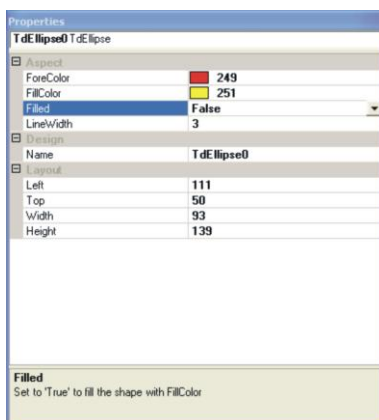 Properties
TdEllipse0 TdEllipse
Aspect
ForeColor 249
FillColor 251
Filled False
LineWidth 3
Design
Name TdEllipse0
Layout
Left 111
Top 50
Width 93
Height 139
Filled
Set to 'True' to fill the shape with FillColor